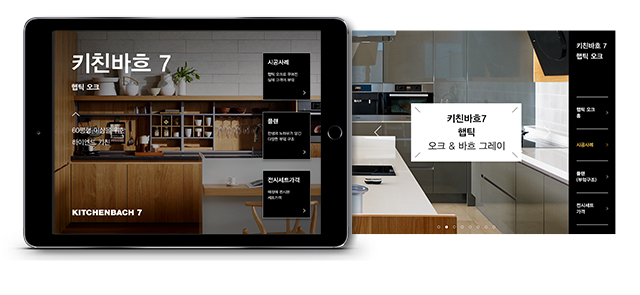 키친바흐 7
햅틱 오크
60평형 이상을 위한
하이엔드 키친
KITCHENBACH 7
시공사례
햅틱 오크로 꾸며진
실제 고객의 부엌
플랜
한샘의 노하우가 담긴
다양한 부엌 구조
전시세트가격
매장에 전시된
세트가격
키친바흐7
햅틱
오크 & 바흐 그레이
키친바흐 7
햅틱 오크
햅틱 오크
홈
시공사례
플랜
(부엌구조)
전시세트
가격